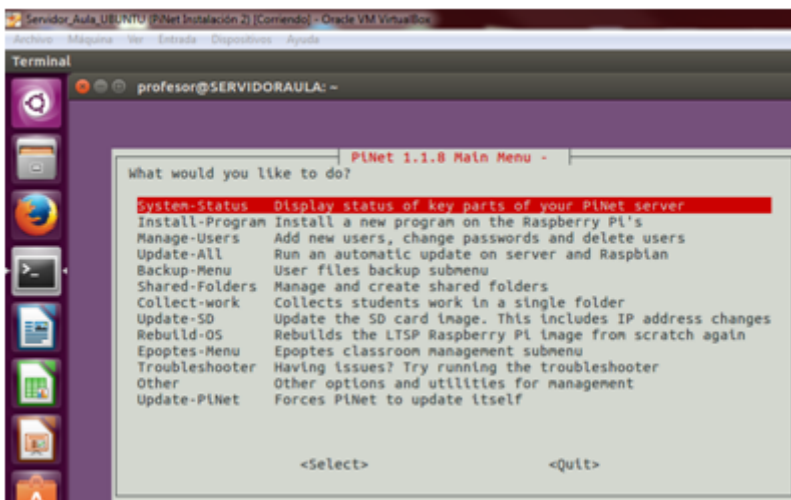 Servidor_Aula_UBUNTU (PiNet Instalación 2) [Corriendo] - Oracle VM VirtualBox
Archivo Máquina Ver Entrada Dispositivos Ayuda
Terminal
profesor@SERVIDORAULA: ~
PiNet 1.1.8 Main Menu -
What would you like to do?
System-Status Display status of key parts of your PiNet server
Install-Program Install a new program on the Raspberry Pi's
Manage-Users Add new users, change passwords and delete users
Update-All Run an automatic update on server and Raspbian
Backup-Menu User files backup submenu
Shared-Folders Manage and create shared folders
Collect-work Collects students work in a single folder
Update-SD Update the SD card image. This includes IP address changes
Rebuild-OS Rebuilds the LTSP Raspberry Pi image from scratch again
Epoptes-Menu Epoptes classroom management submenu
Troubleshooter Having issues? Try running the troubleshooter
Other Other options and utilities for management
Update-PiNet Forces PiNet to update itself
<Select> <Quit>